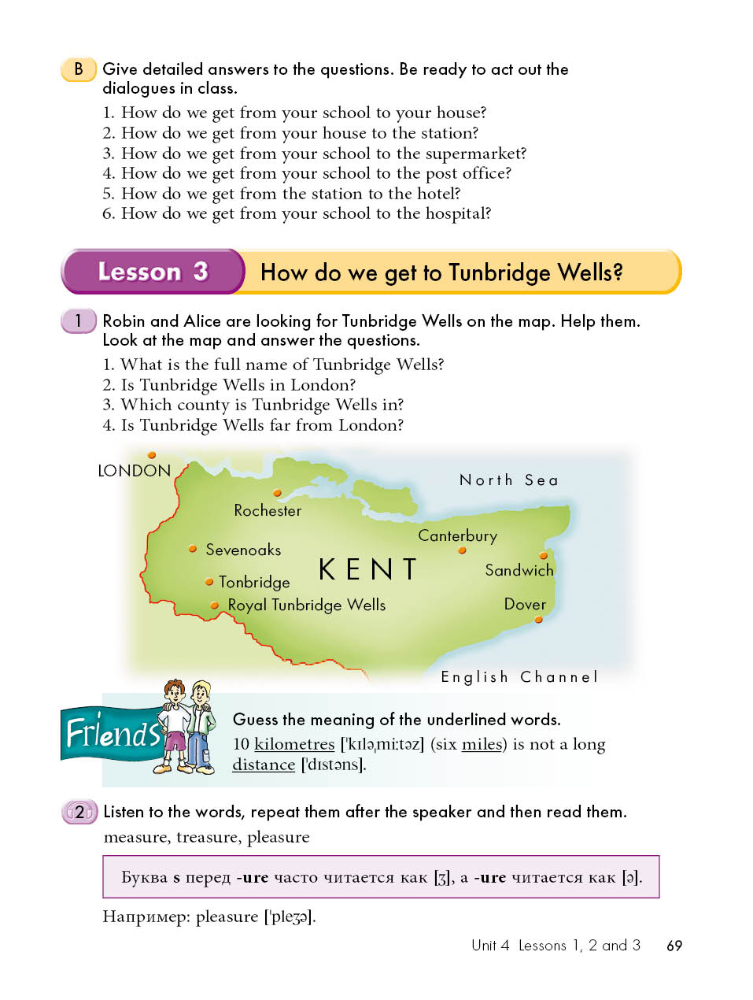 B Give detailed answers to the questions. Be ready to act out the
dialogues in class.
1. How do we get from your school to your house?
2. How do we get from your house to the station?
3. How do we get from your school to the supermarket?
4. How do we get from your school to the post office?
5. How do we get from the station to the hotel?
6. How do we get from your school to the hospital?
Lesson 3 How do we get to Tunbridge Wells?
1 Robin and Alice are looking for Tunbridge Wells on the map. Help them.
Look at the map and answer the questions.
1. What is the full name of Tunbridge Wells?
2. Is Tunbridge Wells in London?
3. Which county is Tunbridge Wells in?
4. Is Tunbridge Wells far from London?
LONDON
North Sea
Rochester
Canterbury
Sevenoaks
KENT
Sandwich
Tonbridge
Royal Tunbridge Wells
Dover
English Channel
Friends
Guess the meaning of the underlined words.
10 kilometres [ˈkɪləˌmiːtəz] (six miles) is not a long
distance [ˈdɪstəns].
2 Listen to the words, repeat them after the speaker and then read them.
measure, treasure, pleasure
Буква s перед -ure часто читается как [ʒ], а -ure читается как [ə].
Например: pleasure [ˈpleʒə].
Unit 4 Lessons 1, 2 and 3 69